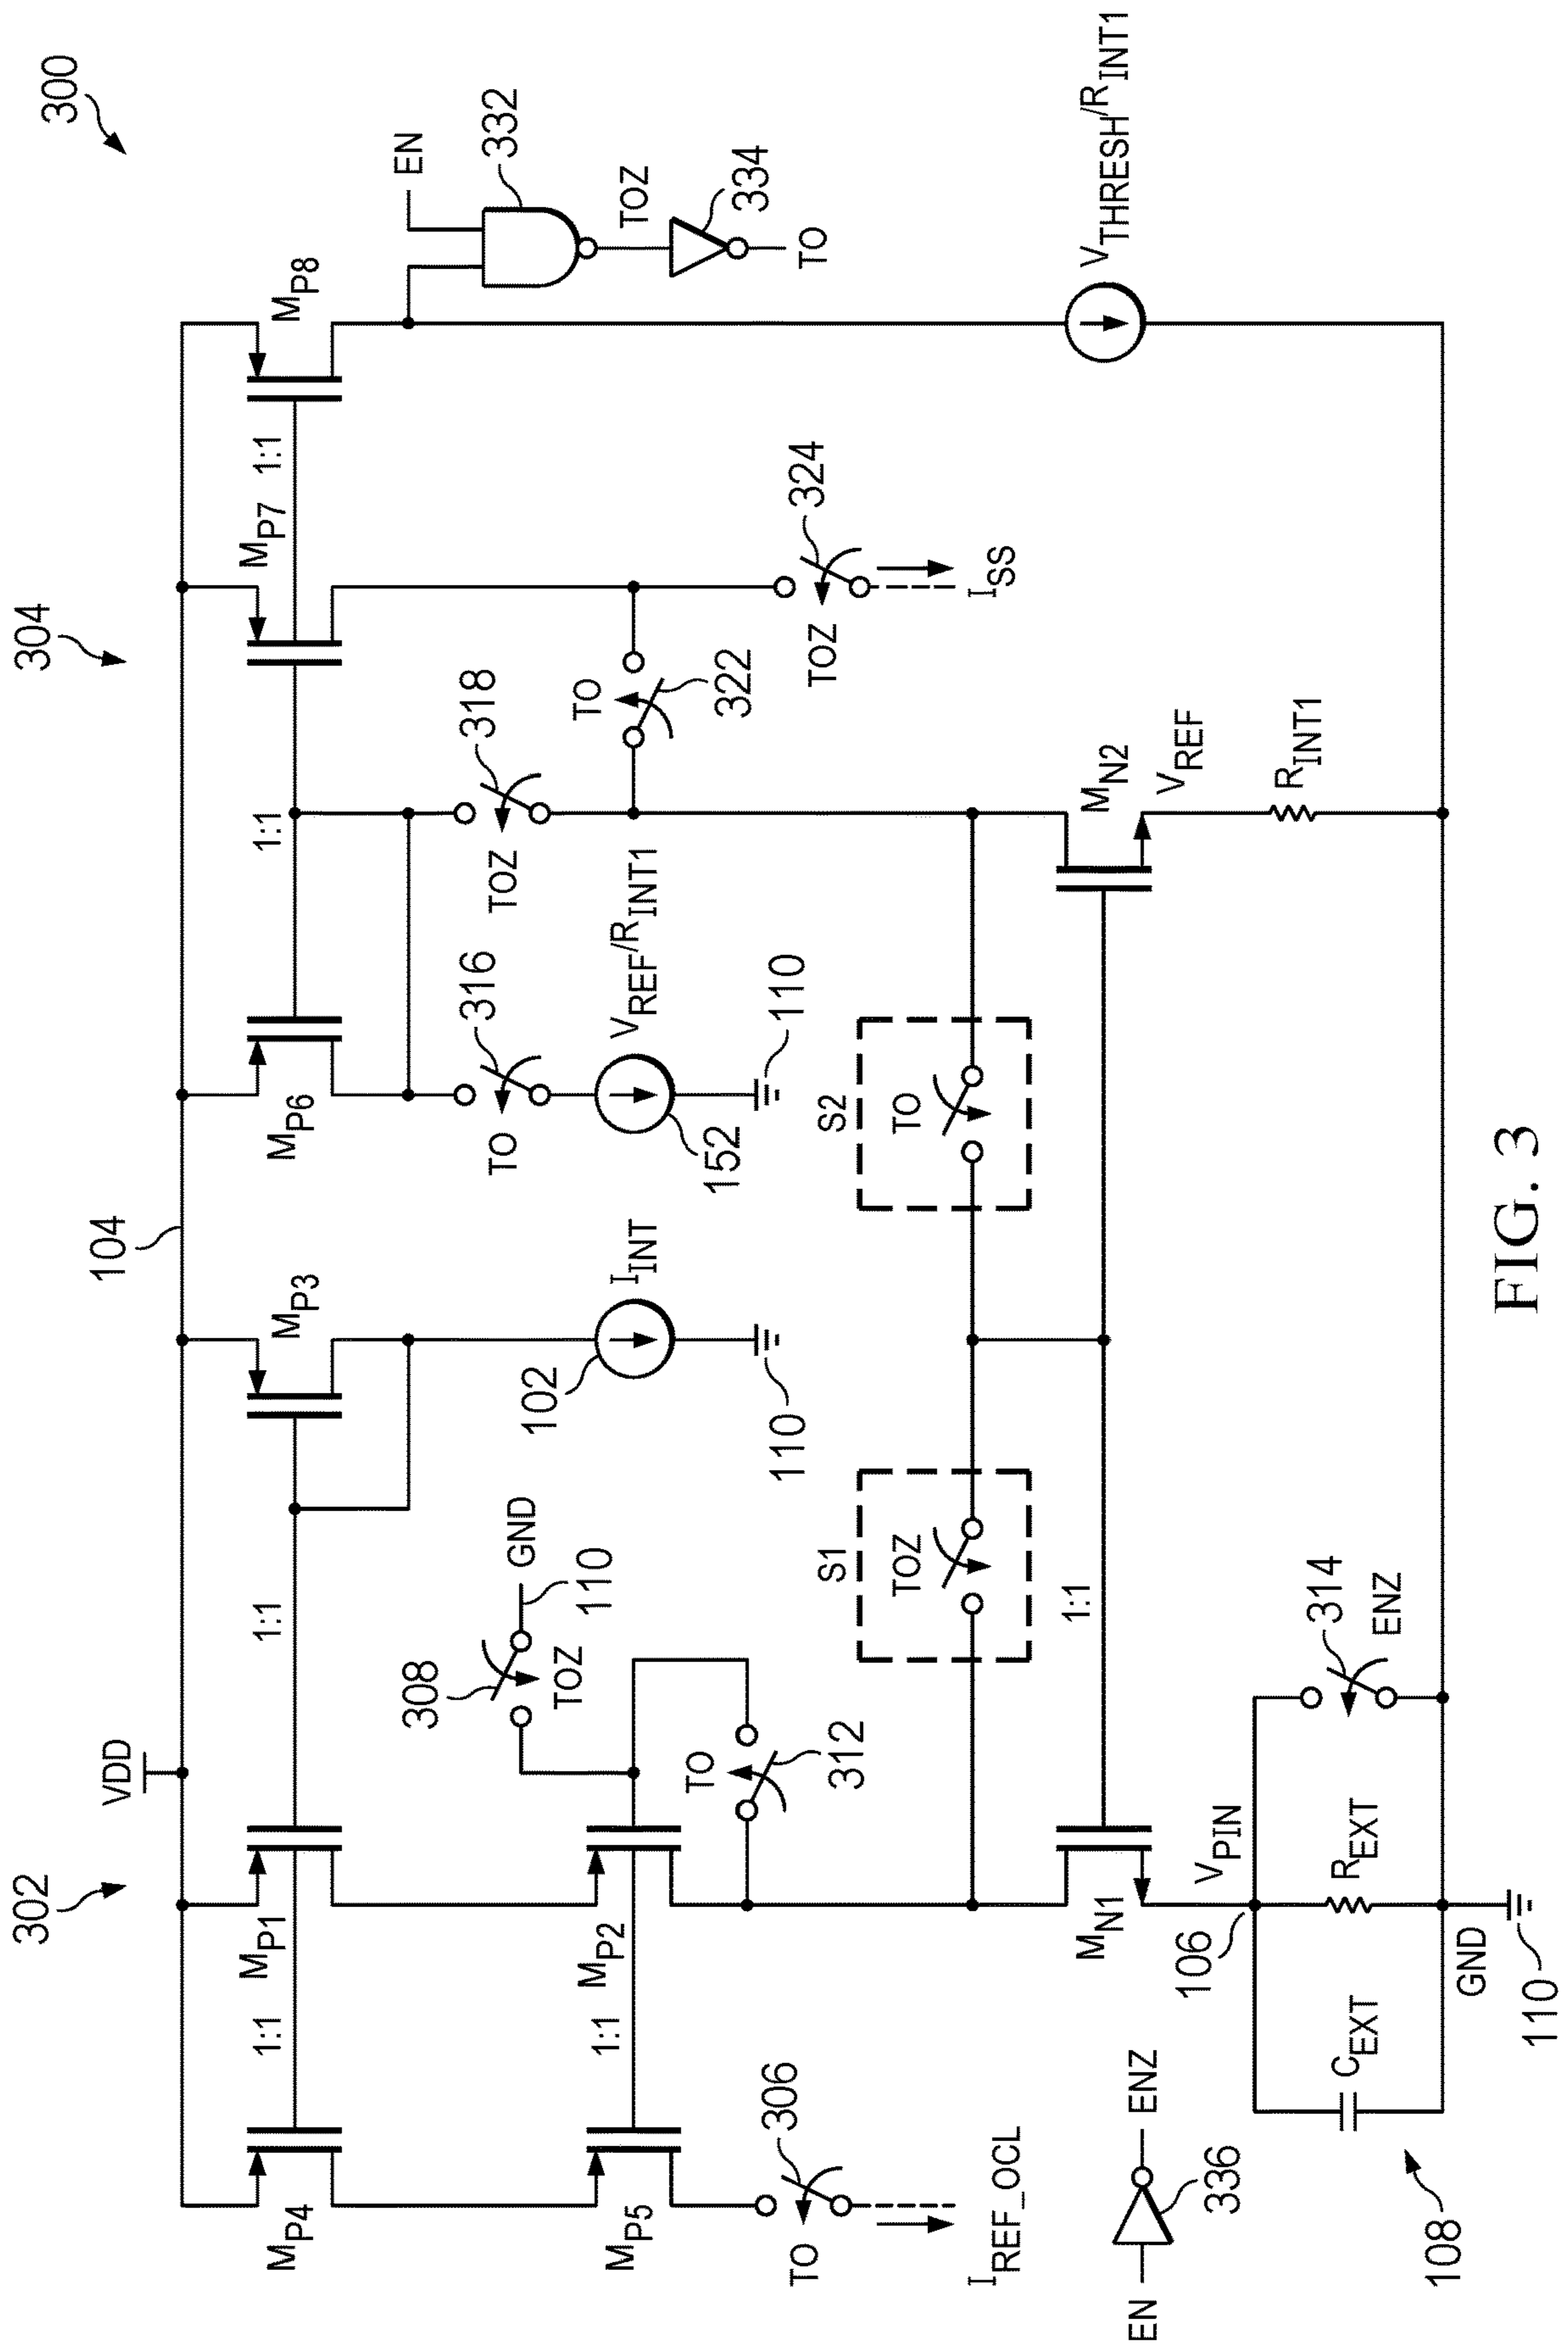 300
302
304
VDD
104
MP4
1:1
MP1
1:1
MP3
MP6
1:1
MP7
1:1
MP8
EN
332
TOZ
334
TO
MP5
1:1
MP2
308
GND
110
TOZ
TO
312
306
TO
IREF_OCL
102
IINT
110
TO
316
152
VREF/RINT1
110
TOZ
318
TO
322
TOZ
324
ISS
S1
TOZ
S2
TO
MN1
1:1
MN2
VREF
RINT1
VTHRESH/RINT1
EN
336
ENZ
106
VPIN
CEXT
REXT
314
ENZ
108
GND
110
FIG. 3